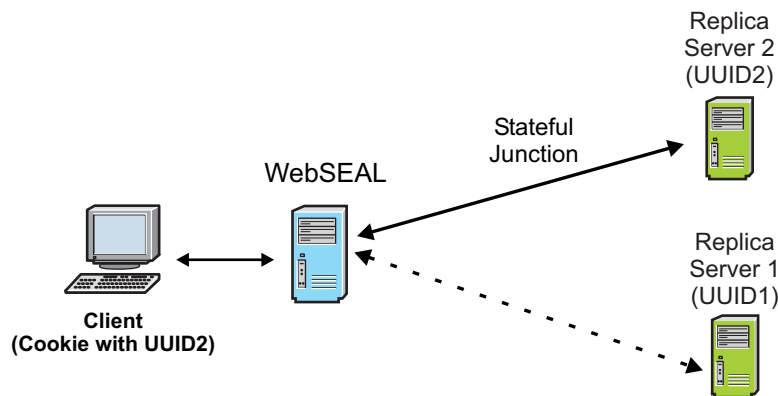 Replica
Server 2
(UUID2)
Stateful
Junction
WebSEAL
Replica
Server 1
(UUID1)
Client
(Cookie with UUID2)